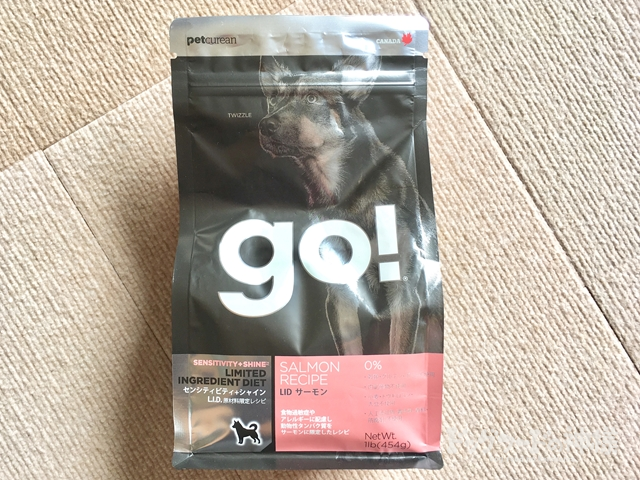 petcurean
CANADA
TWIZZLE
go!
SENSITIVITY+SHINE
LIMITED
INGREDIENT DIET
センシティビティ+シャイン
L.I.D. 原材料限定レシピ
SALMON
RECIPE
LID サーモン
0%
食物過敏症や
アレルギーに配慮し
動物性タンパク質を
サーモンに限定したレシピ
Net Wt.
1lb(454g)